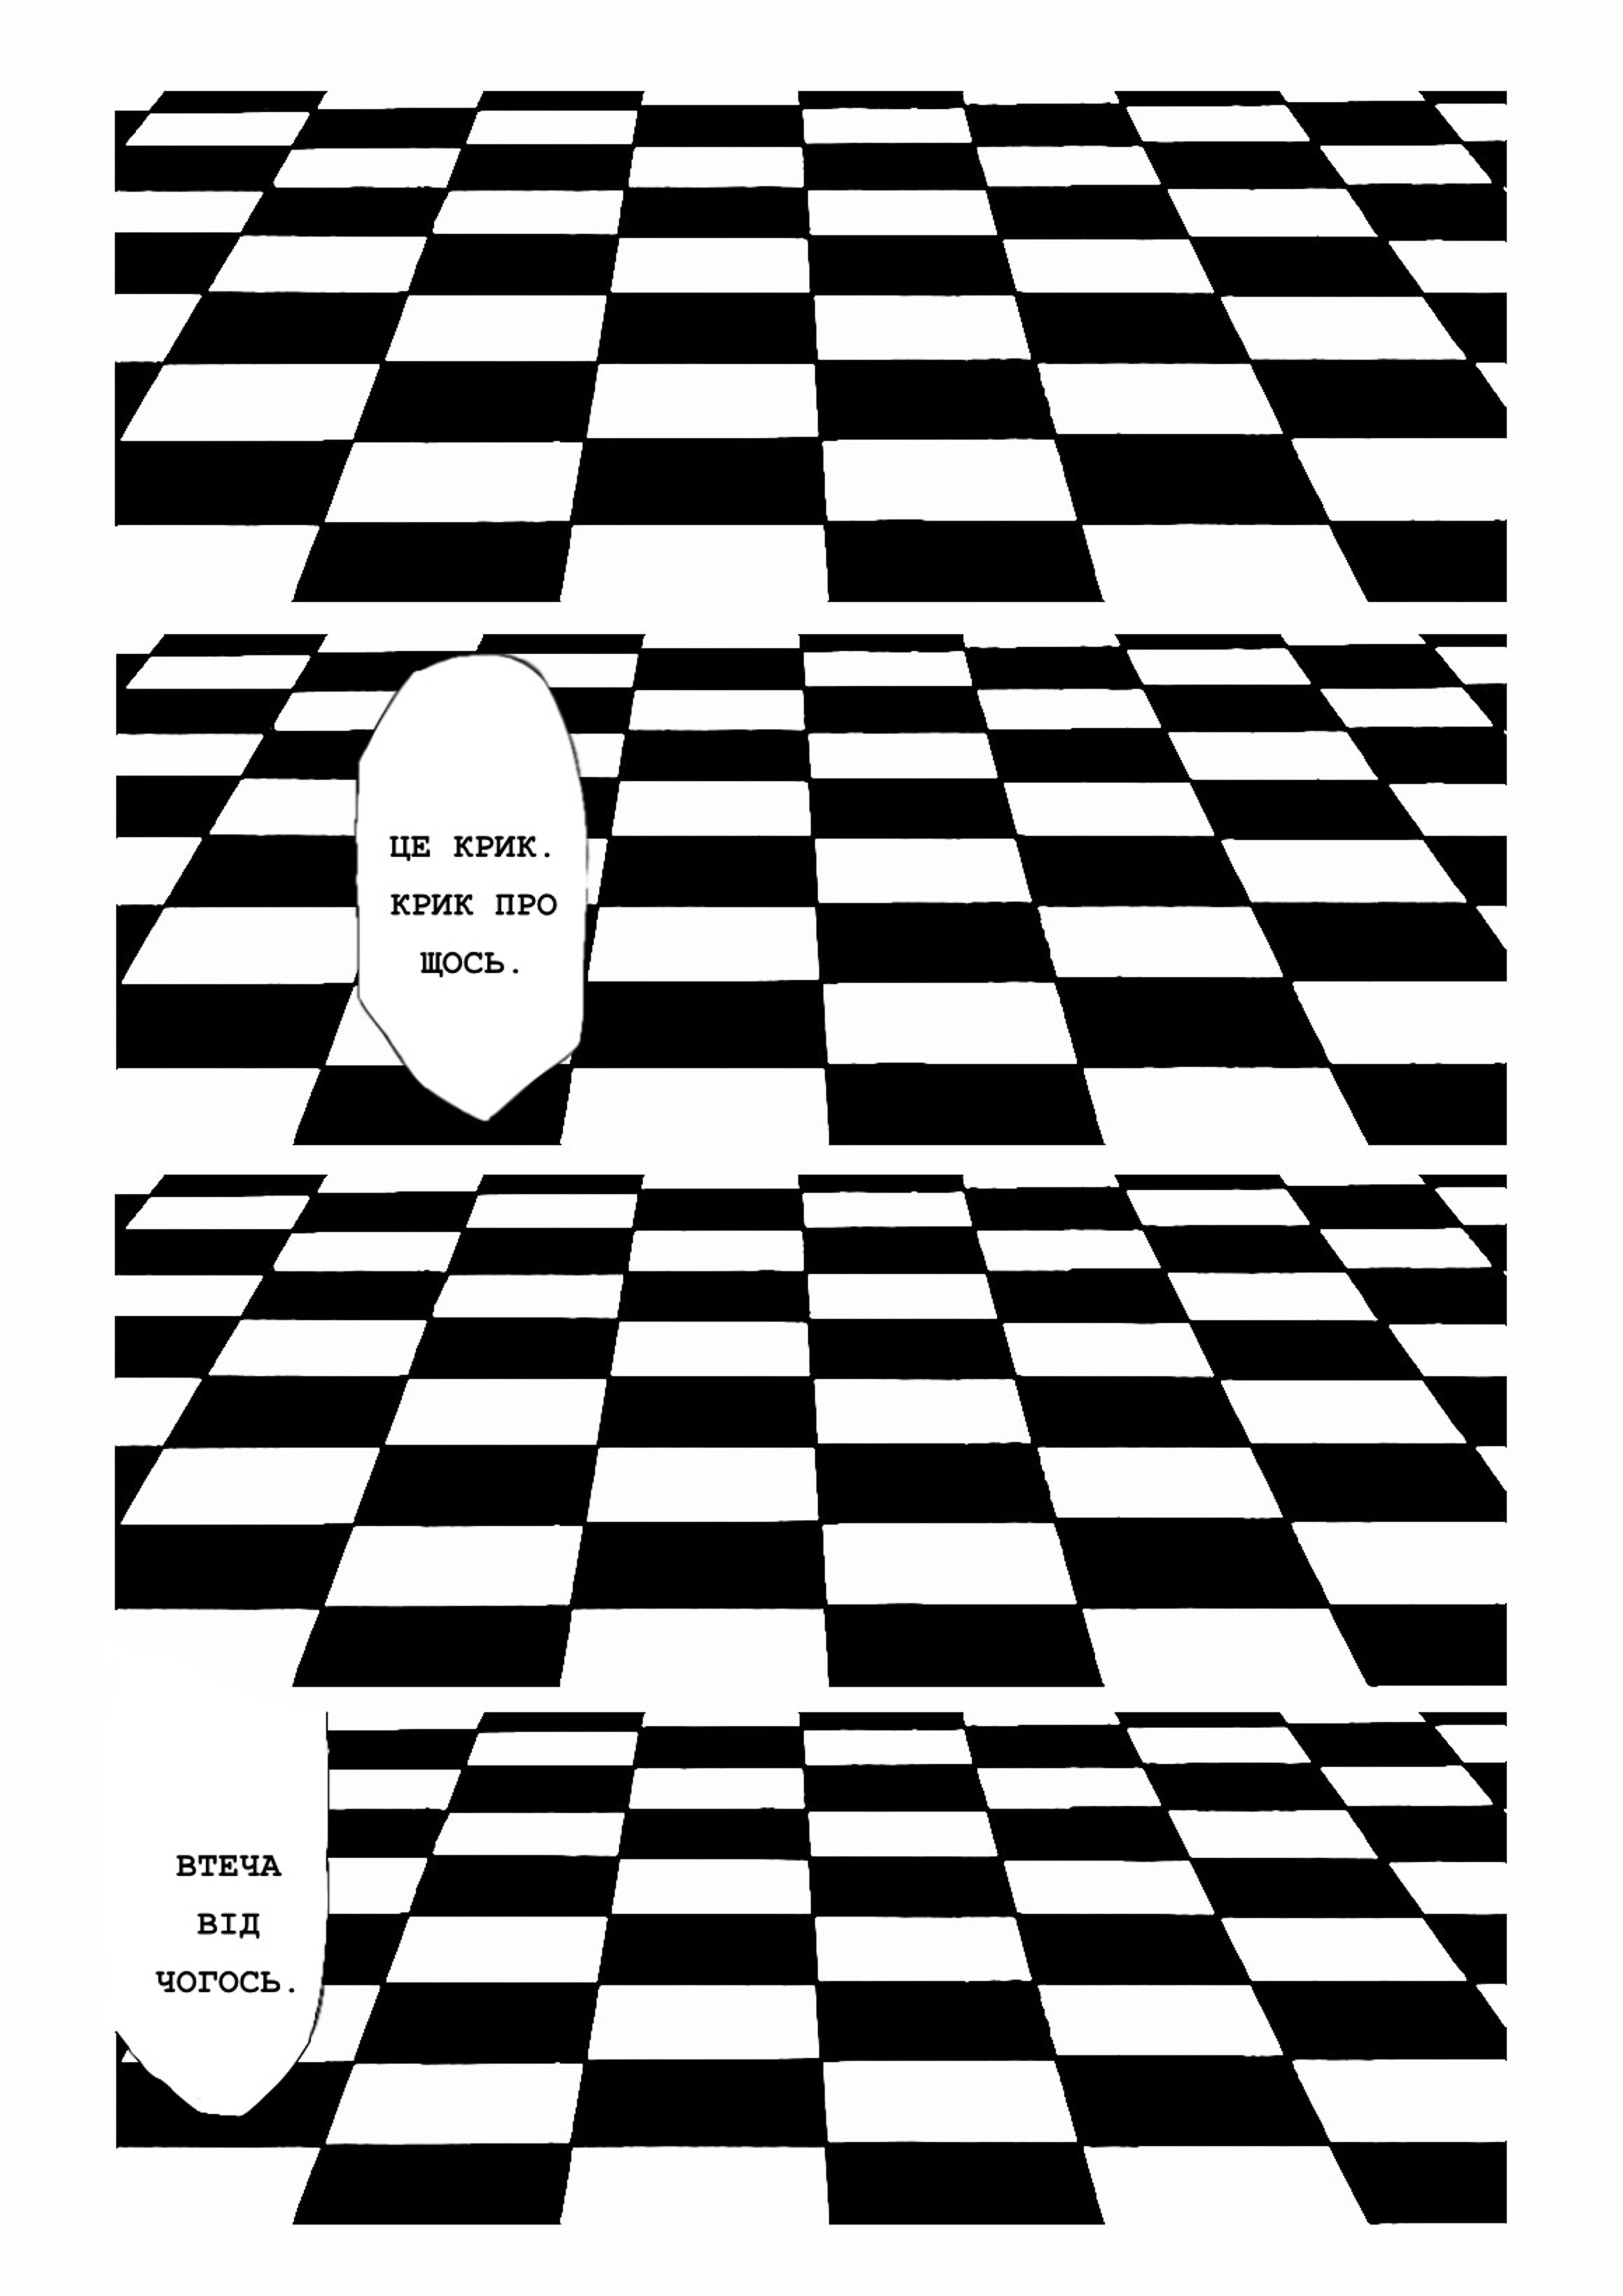 ЦЕ КРИК.
КРИК ПРО
ЩОСЬ.
ВТЕЧА
ВІД
ЧОГОСЬ.